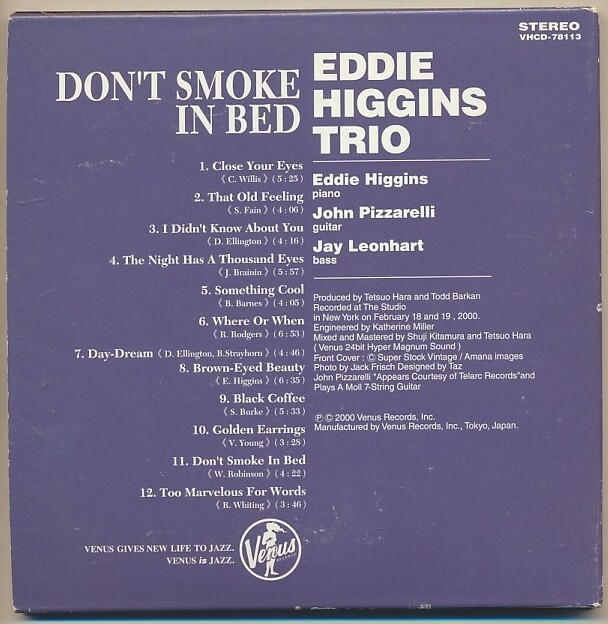 STEREO
VHCD-78113
DON'T SMOKE
IN BED
EDDIE
HIGGINS
TRIO
1. Close Your Eyes
《 C. Willis 》 ( 5 : 25 )
2. That Old Feeling
《 S. Fain 》 ( 4 : 06 )
3. I Didn't Know About You
《 D. Ellington 》 ( 4 : 16 )
4. The Night Has A Thousand Eyes
《 J. Brainin 》 ( 5 : 57 )
5. Something Cool
《 B. Barnes 》 ( 4 : 05 )
6. Where Or When
《 R. Rodgers 》 ( 6 : 53 )
7. Day-Dream 《 D. Ellington, B.Strayhorn 》 ( 4 : 46 )
8. Brown-Eyed Beauty
《 E. Higgins 》 ( 6 : 35 )
9. Black Coffee
《 S. Burke 》 ( 5 : 33 )
10. Golden Earrings
《 V. Young 》 ( 3 : 28 )
11. Don't Smoke In Bed
《 W. Robinson 》 ( 4 : 22 )
12. Too Marvelous For Words
《 R. Whiting 》 ( 3 : 46 )
Eddie Higgins
piano
John Pizzarelli
guitar
Jay Leonhart
bass
Produced by Tetsuo Hara and Todd Barkan
Recorded at The Studio
in New York on February 18 and 19 , 2000.
Engineered by Katherine Miller
Mixed and Mastered by Shuji Kitamura and Tetsuo Hara
( Venus 24bit Hyper Magnum Sound )
Front Cover : © Super Stock Vintage / Amana images
Photo by Jack Frisch Designed by Taz
John Pizzarelli "Appears Courtesy of Telarc Records"and
Plays A Moll 7-String Guitar
℗ © 2000 Venus Records, Inc.
Manufactured by Venus Records, Inc., Tokyo, Japan.
VENUS GIVES NEW LIFE TO JAZZ.
VENUS is JAZZ.
Venus